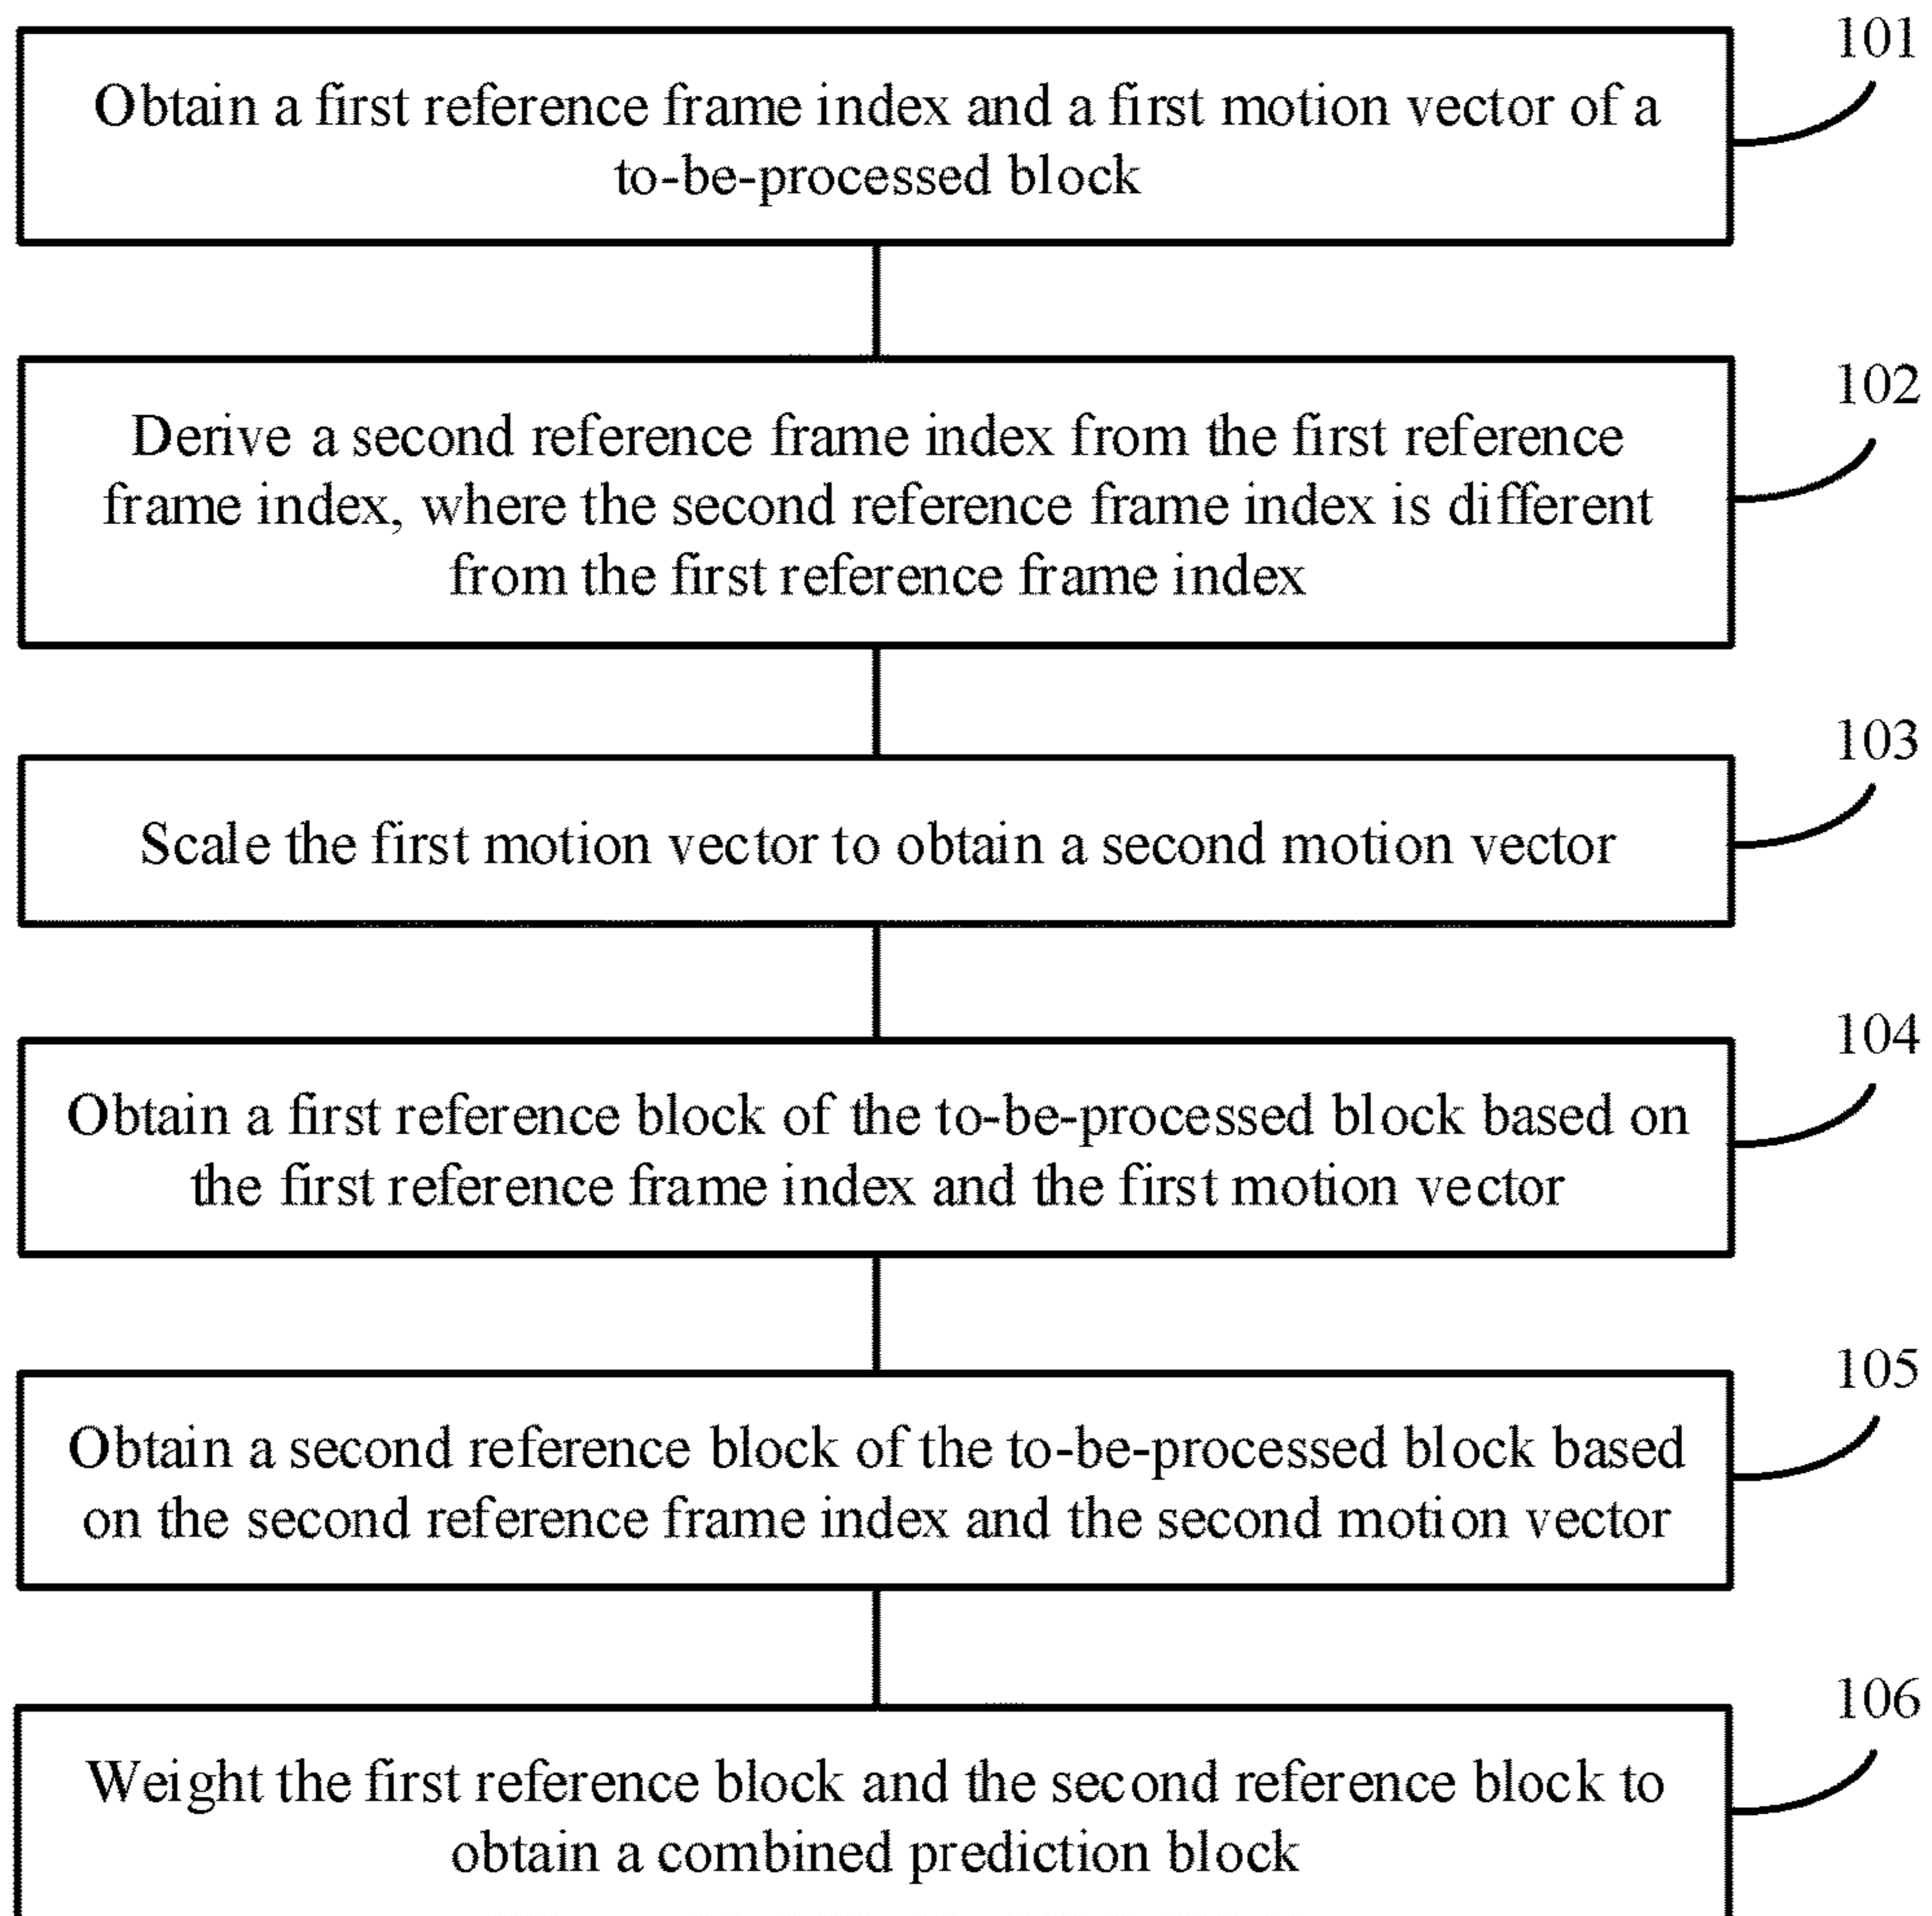 101
Obtain a first reference frame index and a first motion vector of a
to-be-processed block
102
Derive a second reference frame index from the first reference
frame index, where the second reference frame index is different
from the first reference frame index
103
Scale the first motion vector to obtain a second motion vector
104
Obtain a first reference block of the to-be-processed block based on
the first reference frame index and the first motion vector
105
Obtain a second reference block of the to-be-processed block based
on the second reference frame index and the second motion vector
106
Weight the first reference block and the second reference block to
obtain a combined prediction block